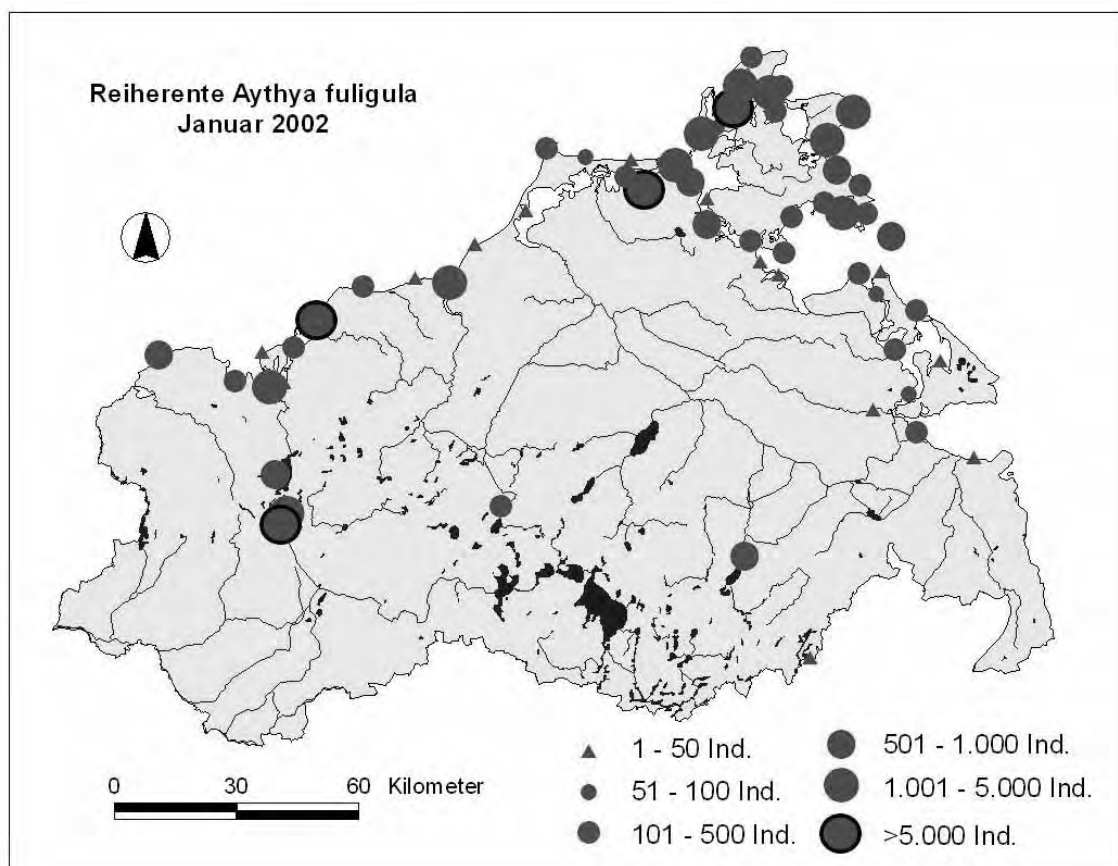 Reiherente Aythya fuligula
Januar 2002
1 - 50 Ind.
51 - 100 Ind.
101 - 500 Ind.
501 - 1.000 Ind.
1.001 - 5.000 Ind.
>5.000 Ind.
0 30 60 Kilometer